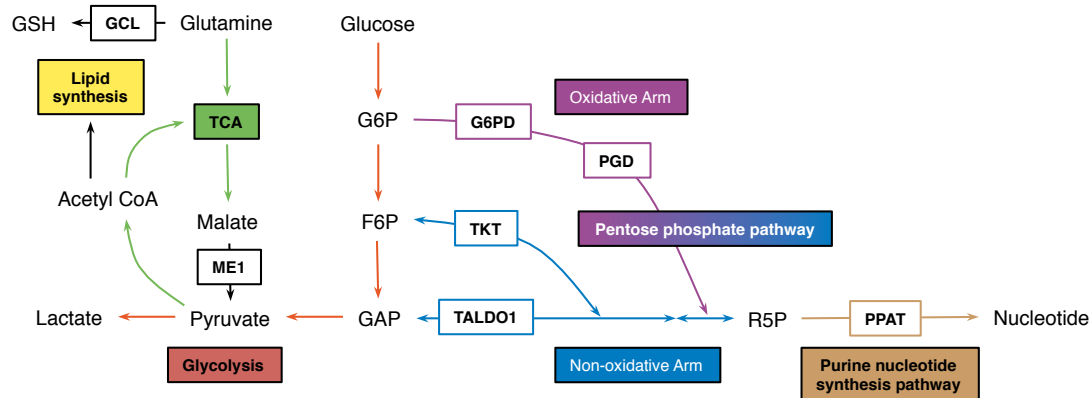 GSH
GCL
Glutamine
Glucose
Lipid
synthesis
Oxidative Arm
TCA
G6P
G6PD
PGD
Acetyl CoA
Malate
F6P
TKT
Pentose phosphate pathway
ME1
Lactate
Pyruvate
GAP
TALDO1
R5P
PPAT
Nucleotide
Glycolysis
Non-oxidative Arm
Purine nucleotide
synthesis pathway